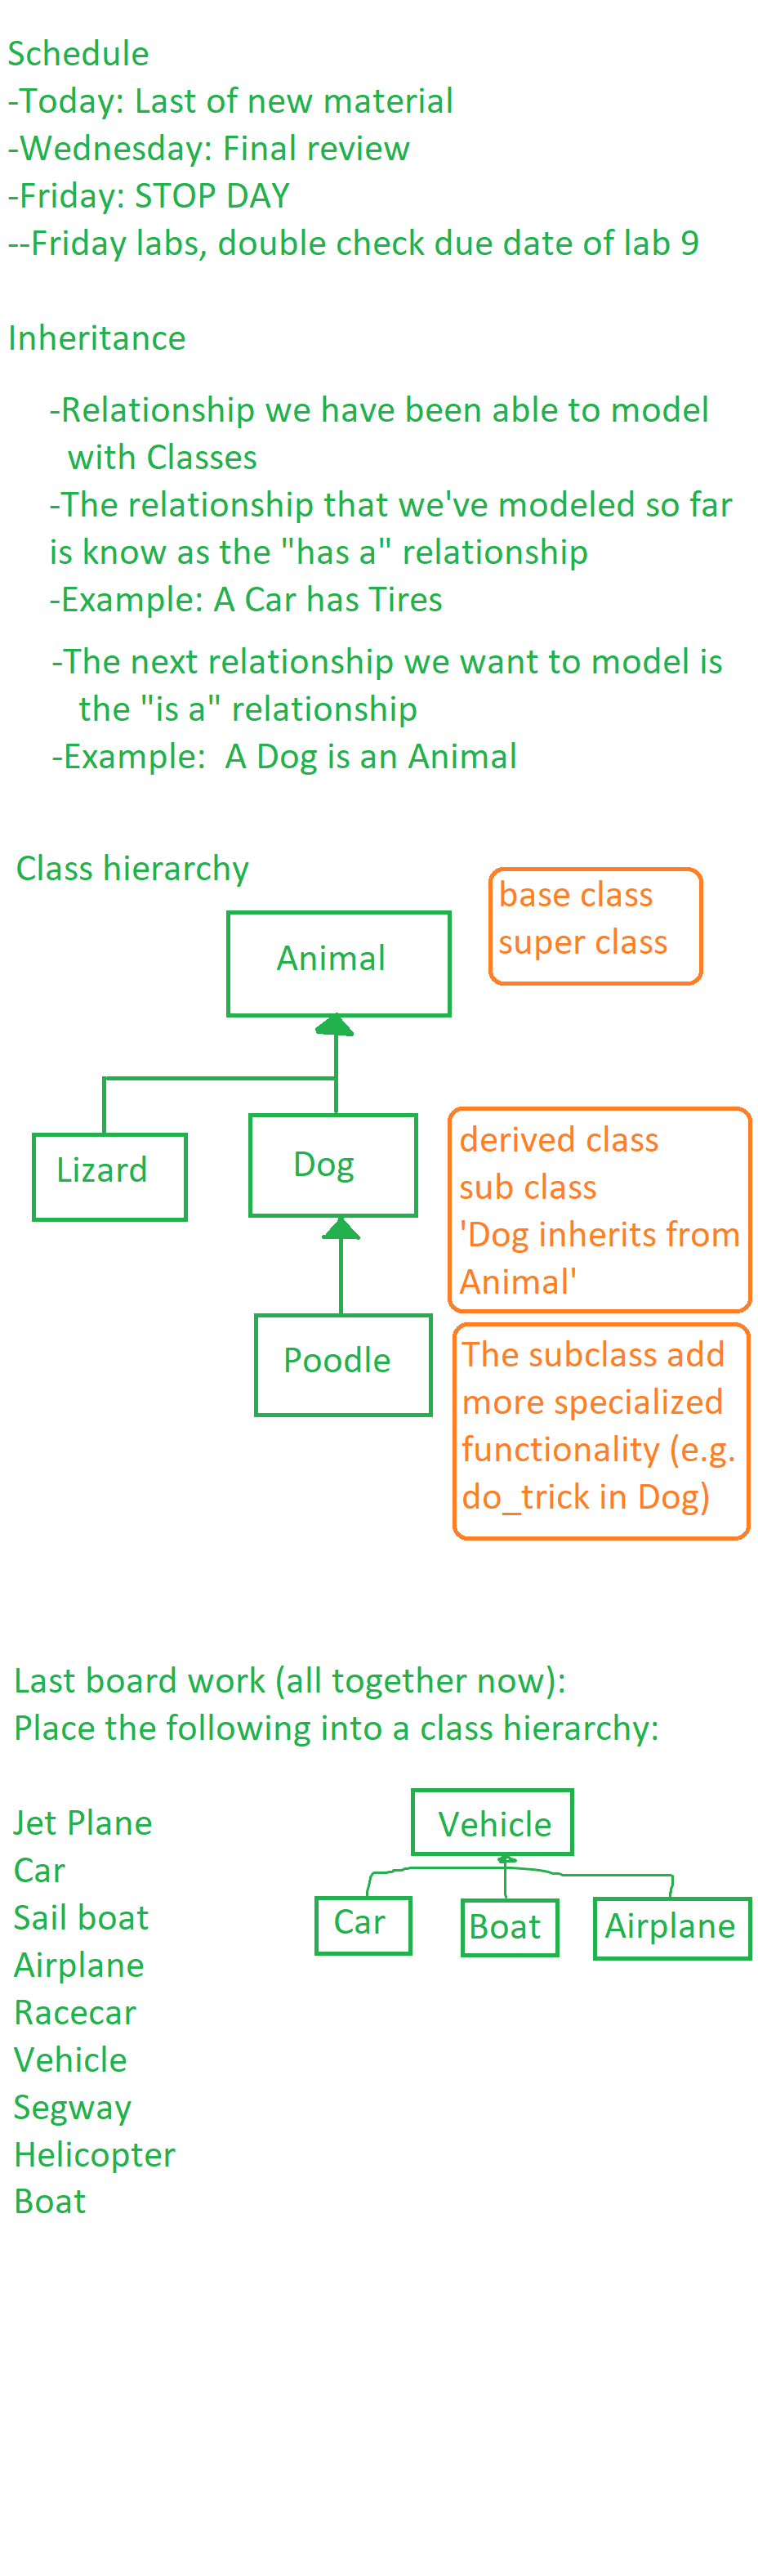 Schedule
-Today: Last of new material
-Wednesday: Final review
-Friday: STOP DAY
--Friday labs, double check due date of lab 9
Inheritance
-Relationship we have been able to model
with Classes
-The relationship that we've modeled so far
is know as the "has a" relationship
-Example: A Car has Tires
-The next relationship we want to model is
the "is a" relationship
-Example:  A Dog is an Animal
Class hierarchy
base class
super class
Animal
derived class
sub class
'Dog inherits from
Animal'
Lizard
Dog
The subclass add
more specialized
functionality (e.g.
do_trick in Dog)
Poodle
Last board work (all together now):
Place the following into a class hierarchy:
Jet Plane
Car
Sail boat
Airplane
Racecar
Vehicle
Segway
Helicopter
Boat
Vehicle
Car
Boat
Airplane